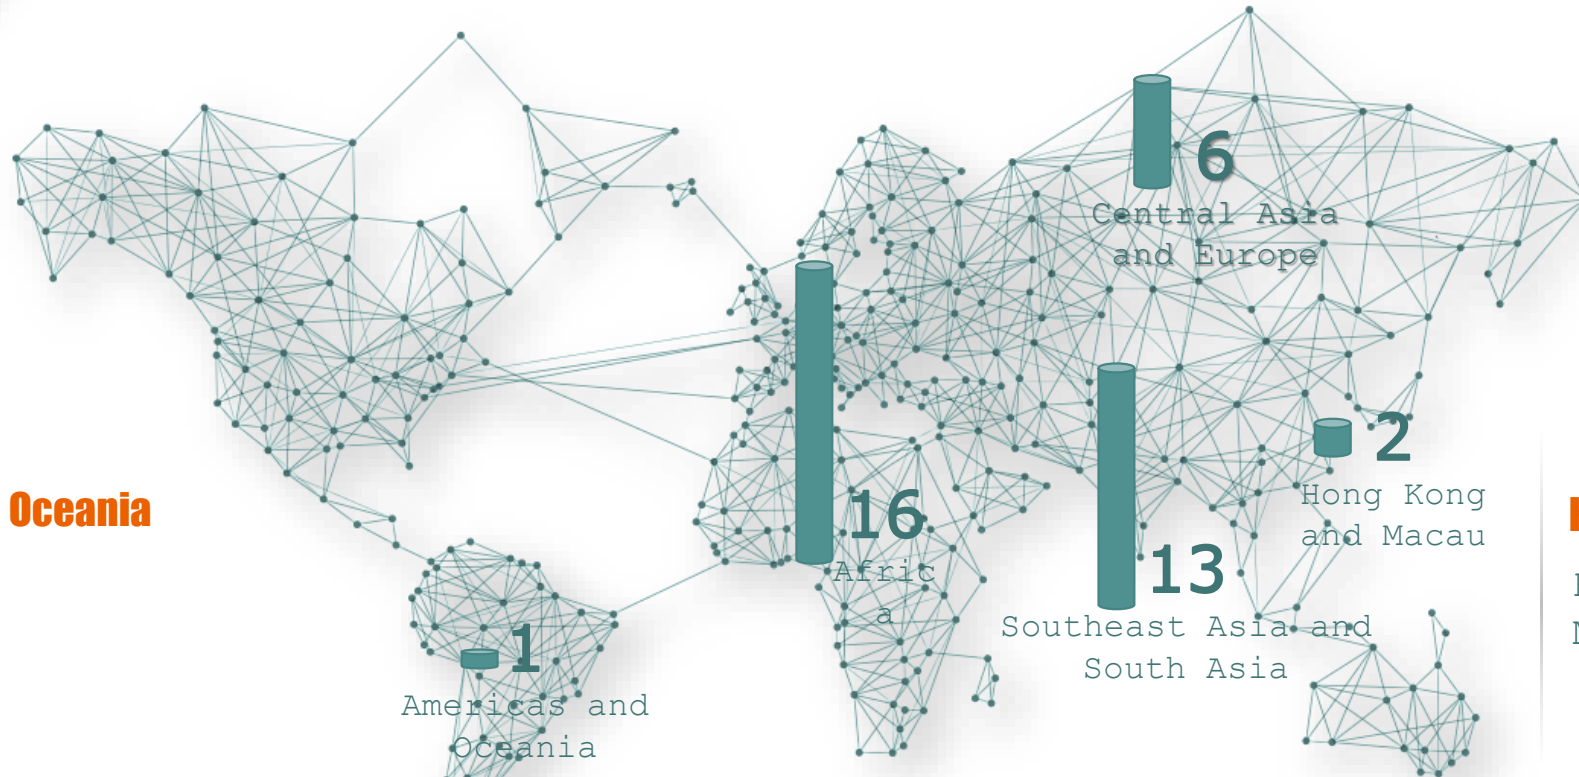 6
Central Asia
and Europe
2
Hong Kong
and Macau
Oceania
16
Afric
a
13
Southeast Asia and
South Asia
1
Americas and
Oceania